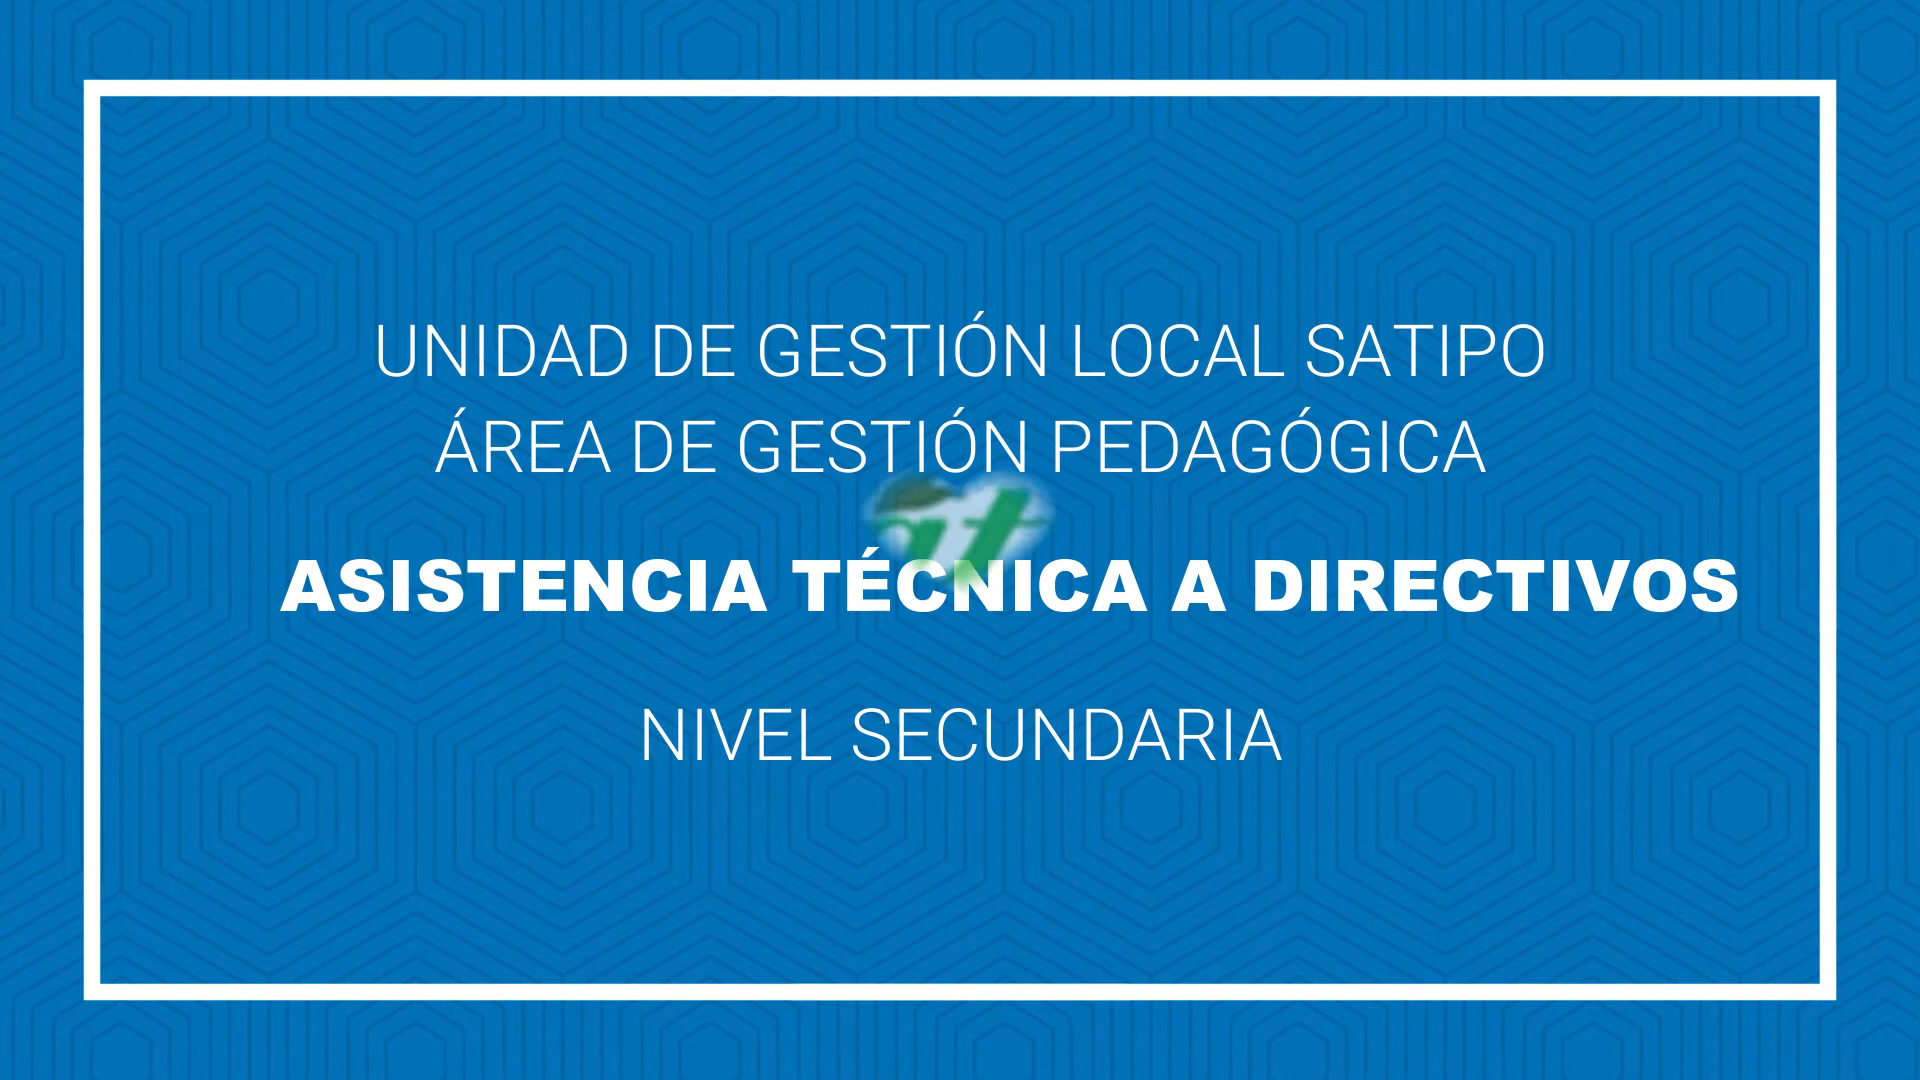 UNIDAD DE GESTIÓN LOCAL SATIPO
ÁREA DE GESTIÓN PEDAGÓGICA
ASISTENCIA TÉCNICA A DIRECTIVOS
NIVEL SECUNDARIA